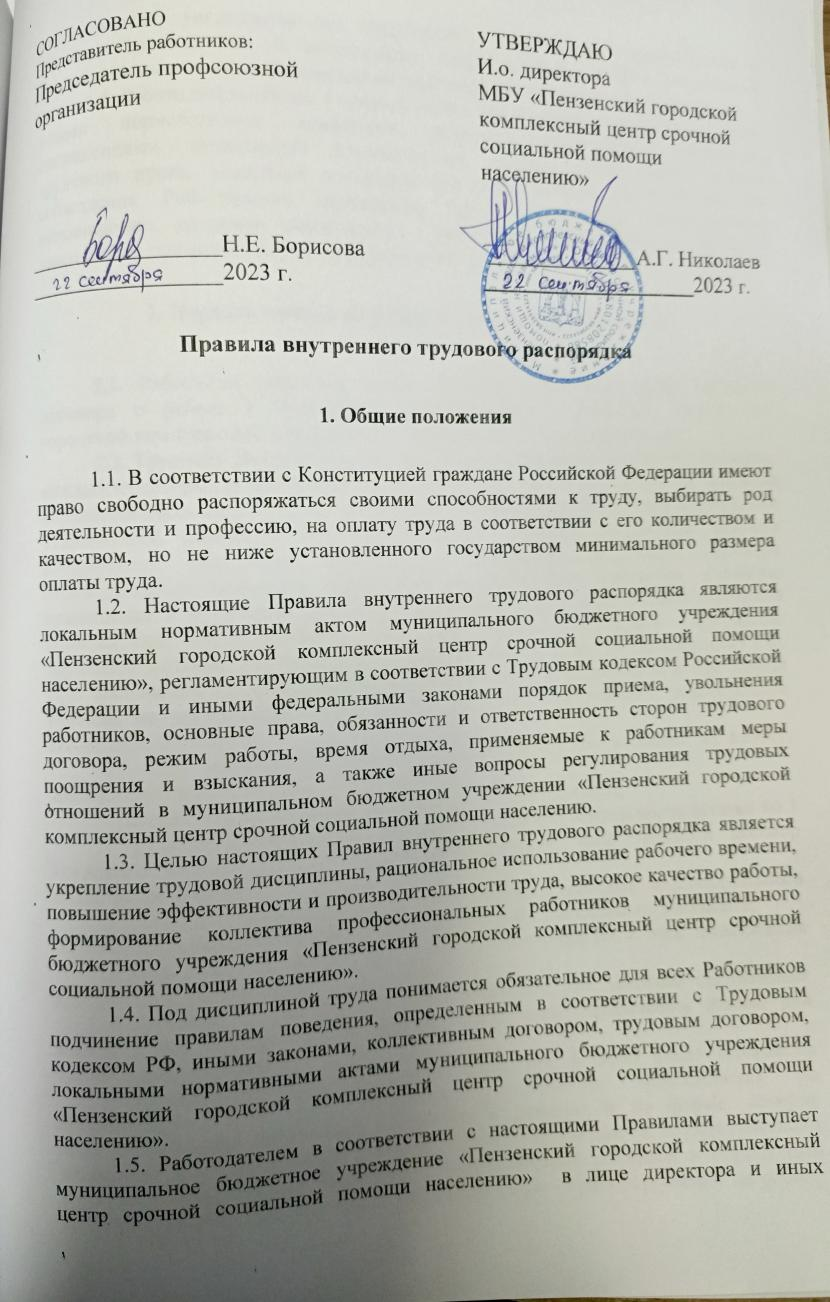 СОГЛАСОВАНО
Представитель работников:
Председатель профсоюзной
организации
УТВЕРЖДАЮ
И.о. директора
МБУ «Пензенский городской
комплексный центр срочной
социальной помощи
населению»
Н.Е. Борисова
22 сентября 2023 г.
А.Г. Николаев
22 сентября 2023 г.
Правила внутреннего трудового распорядка
1. Общие положения
1.1. В соответствии с Конституцией граждане Российской Федерации имеют
право свободно распоряжаться своими способностями к труду, выбирать род
деятельности и профессию, на оплату труда в соответствии с его количеством и
качеством, но не ниже установленного государством минимального размера
оплаты труда.
1.2. Настоящие Правила внутреннего трудового распорядка являются
локальным нормативным актом муниципального бюджетного учреждения
«Пензенский городской комплексный центр срочной социальной помощи
населению», регламентирующим в соответствии с Трудовым кодексом Российской
Федерации и иными федеральными законами порядок приема, увольнения
работников, основные права, обязанности и ответственность сторон трудового
договора, режим работы, время отдыха, применяемые к работникам меры
поощрения и взыскания, а также иные вопросы регулирования трудовых
отношений в муниципальном бюджетном учреждении «Пензенский городской
комплексный центр срочной социальной помощи населению.
1.3. Целью настоящих Правил внутреннего трудового распорядка является
укрепление трудовой дисциплины, рациональное использование рабочего времени,
повышение эффективности и производительности труда, высокое качество работы,
формирование коллектива профессиональных работников муниципального
бюджетного учреждения «Пензенский городской комплексный центр срочной
социальной помощи населению».
1.4. Под дисциплиной труда понимается обязательное для всех Работников
подчинение правилам поведения, определенным в соответствии с Трудовым
кодексом РФ, иными законами, коллективным договором, трудовым договором,
локальными нормативными актами муниципального бюджетного учреждения
«Пензенский городской комплексный центр срочной социальной помощи
населению».
1.5. Работодателем в соответствии с настоящими Правилами выступает
муниципальное бюджетное учреждение «Пензенский городской комплексный
центр срочной социальной помощи населению» в лице директора и иных